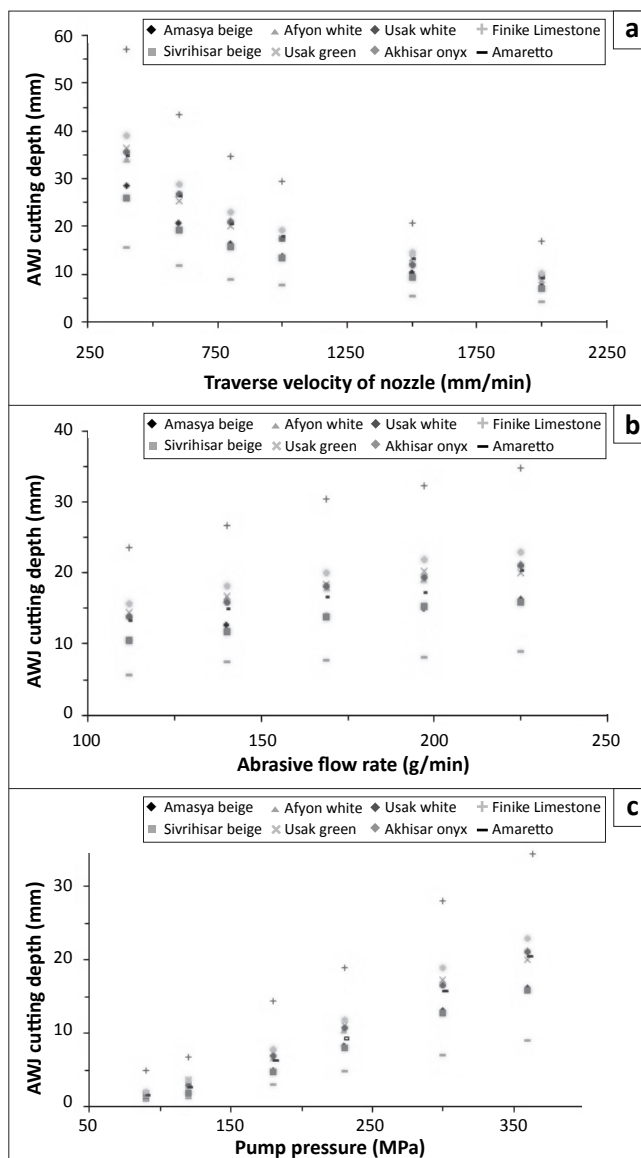 ◆ Amasya beige ▲ Afyon white ◆ Usak white + Finike Limestone
■ Sivrihisar beige × Usak green ◆ Akhisar onyx - Amaretto
a
60
50
40
30
20
10
0
AWJ cutting depth (mm)
250 750 1250 1750 2250
Traverse velocity of nozzle (mm/min)
◆ Amasya beige ▲ Afyon white ◆ Usak white + Finike Limestone
■ Sivrihisar beige × Usak green ◆ Akhisar onyx - Amaretto
b
40
30
20
10
0
AWJ cutting depth (mm)
100 150 200 250
Abrasive flow rate (g/min)
◆ Amasya beige ▲ Afyon white ◆ Usak white + Finike Limestone
■ Sivrihisar beige × Usak green ◆ Akhisar onyx - Amaretto
c
30
20
10
0
AWJ cutting depth (mm)
50 150 250 350
Pump pressure (MPa)